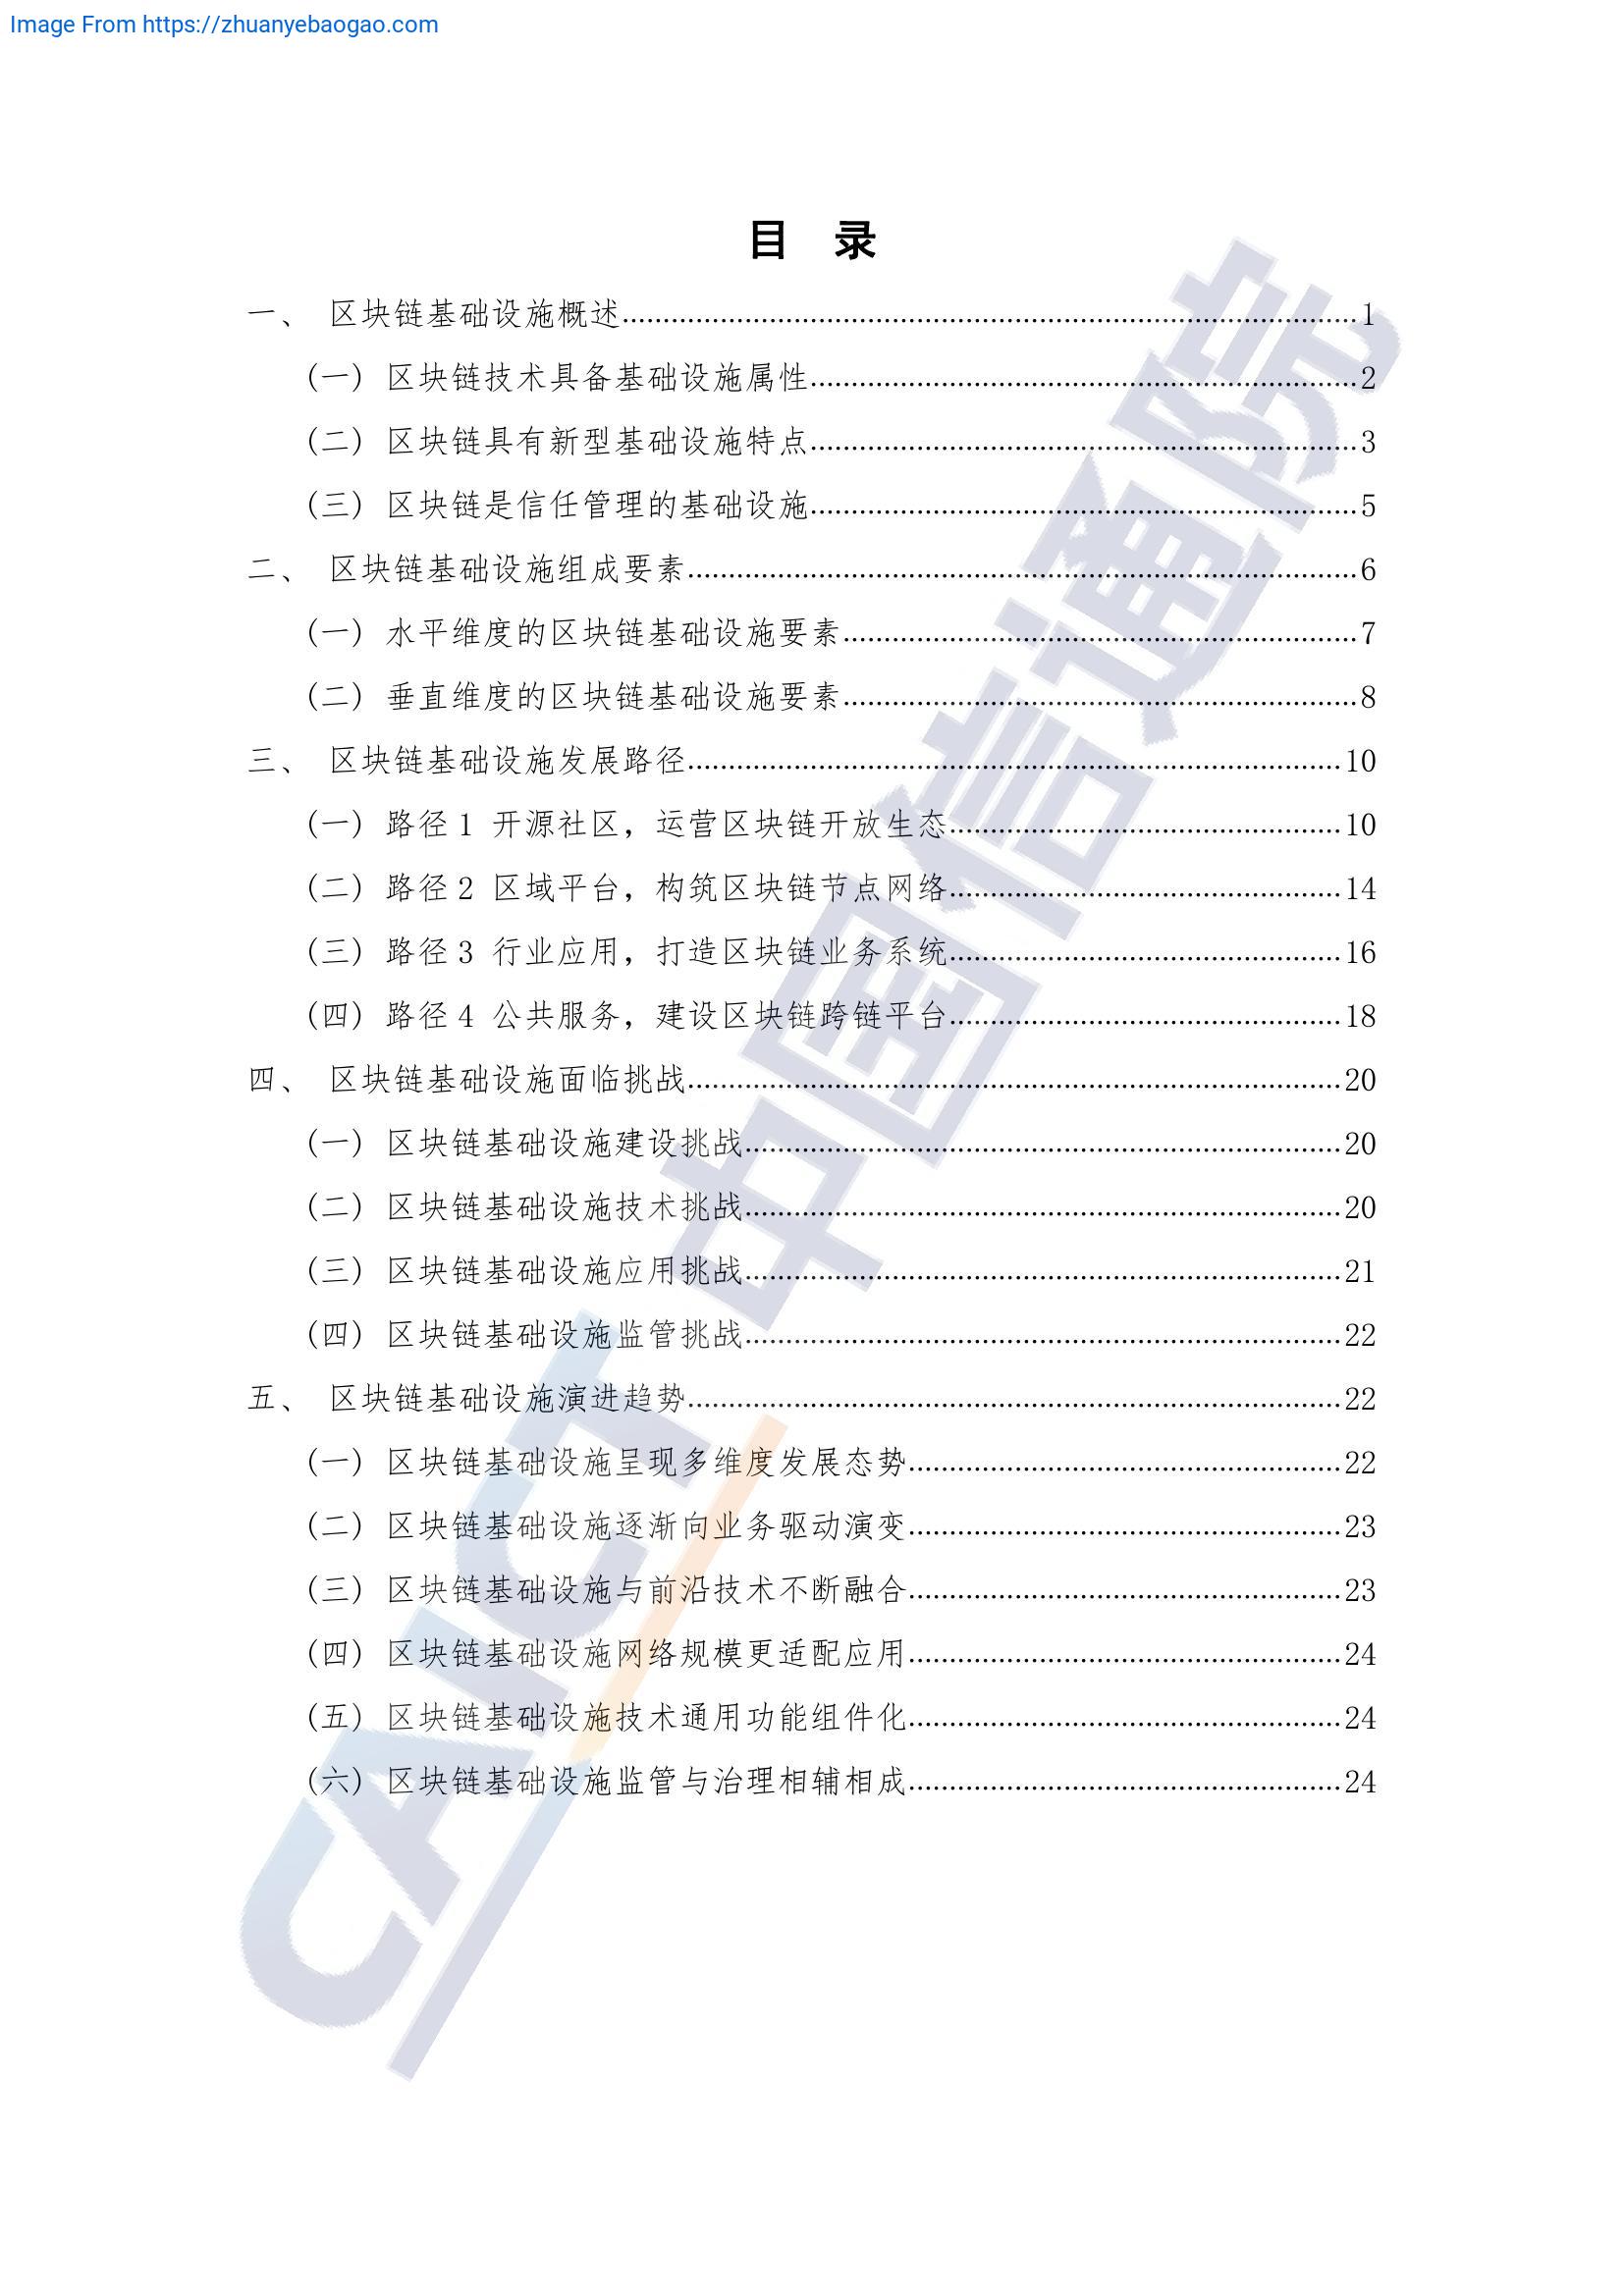 Image From https://zhuanyebaogao.com
目 录
一、 区块链基础设施概述........................1
(一) 区块链技术具备基础设施属性........................2
(二) 区块链具有新型基础设施特点........................3
(三) 区块链是信任管理的基础设施........................5
二、 区块链基础设施组成要素........................6
(一) 水平维度的区块链基础设施要素........................7
(二) 垂直维度的区块链基础设施要素........................8
三、 区块链基础设施发展路径........................10
(一) 路径1 开源社区，运营区块链开放生态........................10
(二) 路径2 区域平台，构筑区块链节点网络........................14
(三) 路径3 行业应用，打造区块链业务系统........................16
(四) 路径4 公共服务，建设区块链跨链平台........................18
四、 区块链基础设施面临挑战........................20
(一) 区块链基础设施建设挑战........................20
(二) 区块链基础设施技术挑战........................20
(三) 区块链基础设施应用挑战........................21
(四) 区块链基础设施监管挑战........................22
五、 区块链基础设施演进趋势........................22
(一) 区块链基础设施呈现多维度发展态势........................22
(二) 区块链基础设施逐渐向业务驱动演变........................23
(三) 区块链基础设施与前沿技术不断融合........................23
(四) 区块链基础设施网络规模更适配应用........................24
(五) 区块链基础设施技术通用功能组件化........................24
(六) 区块链基础设施监管与治理相辅相成........................24
CAICT 中国信通院